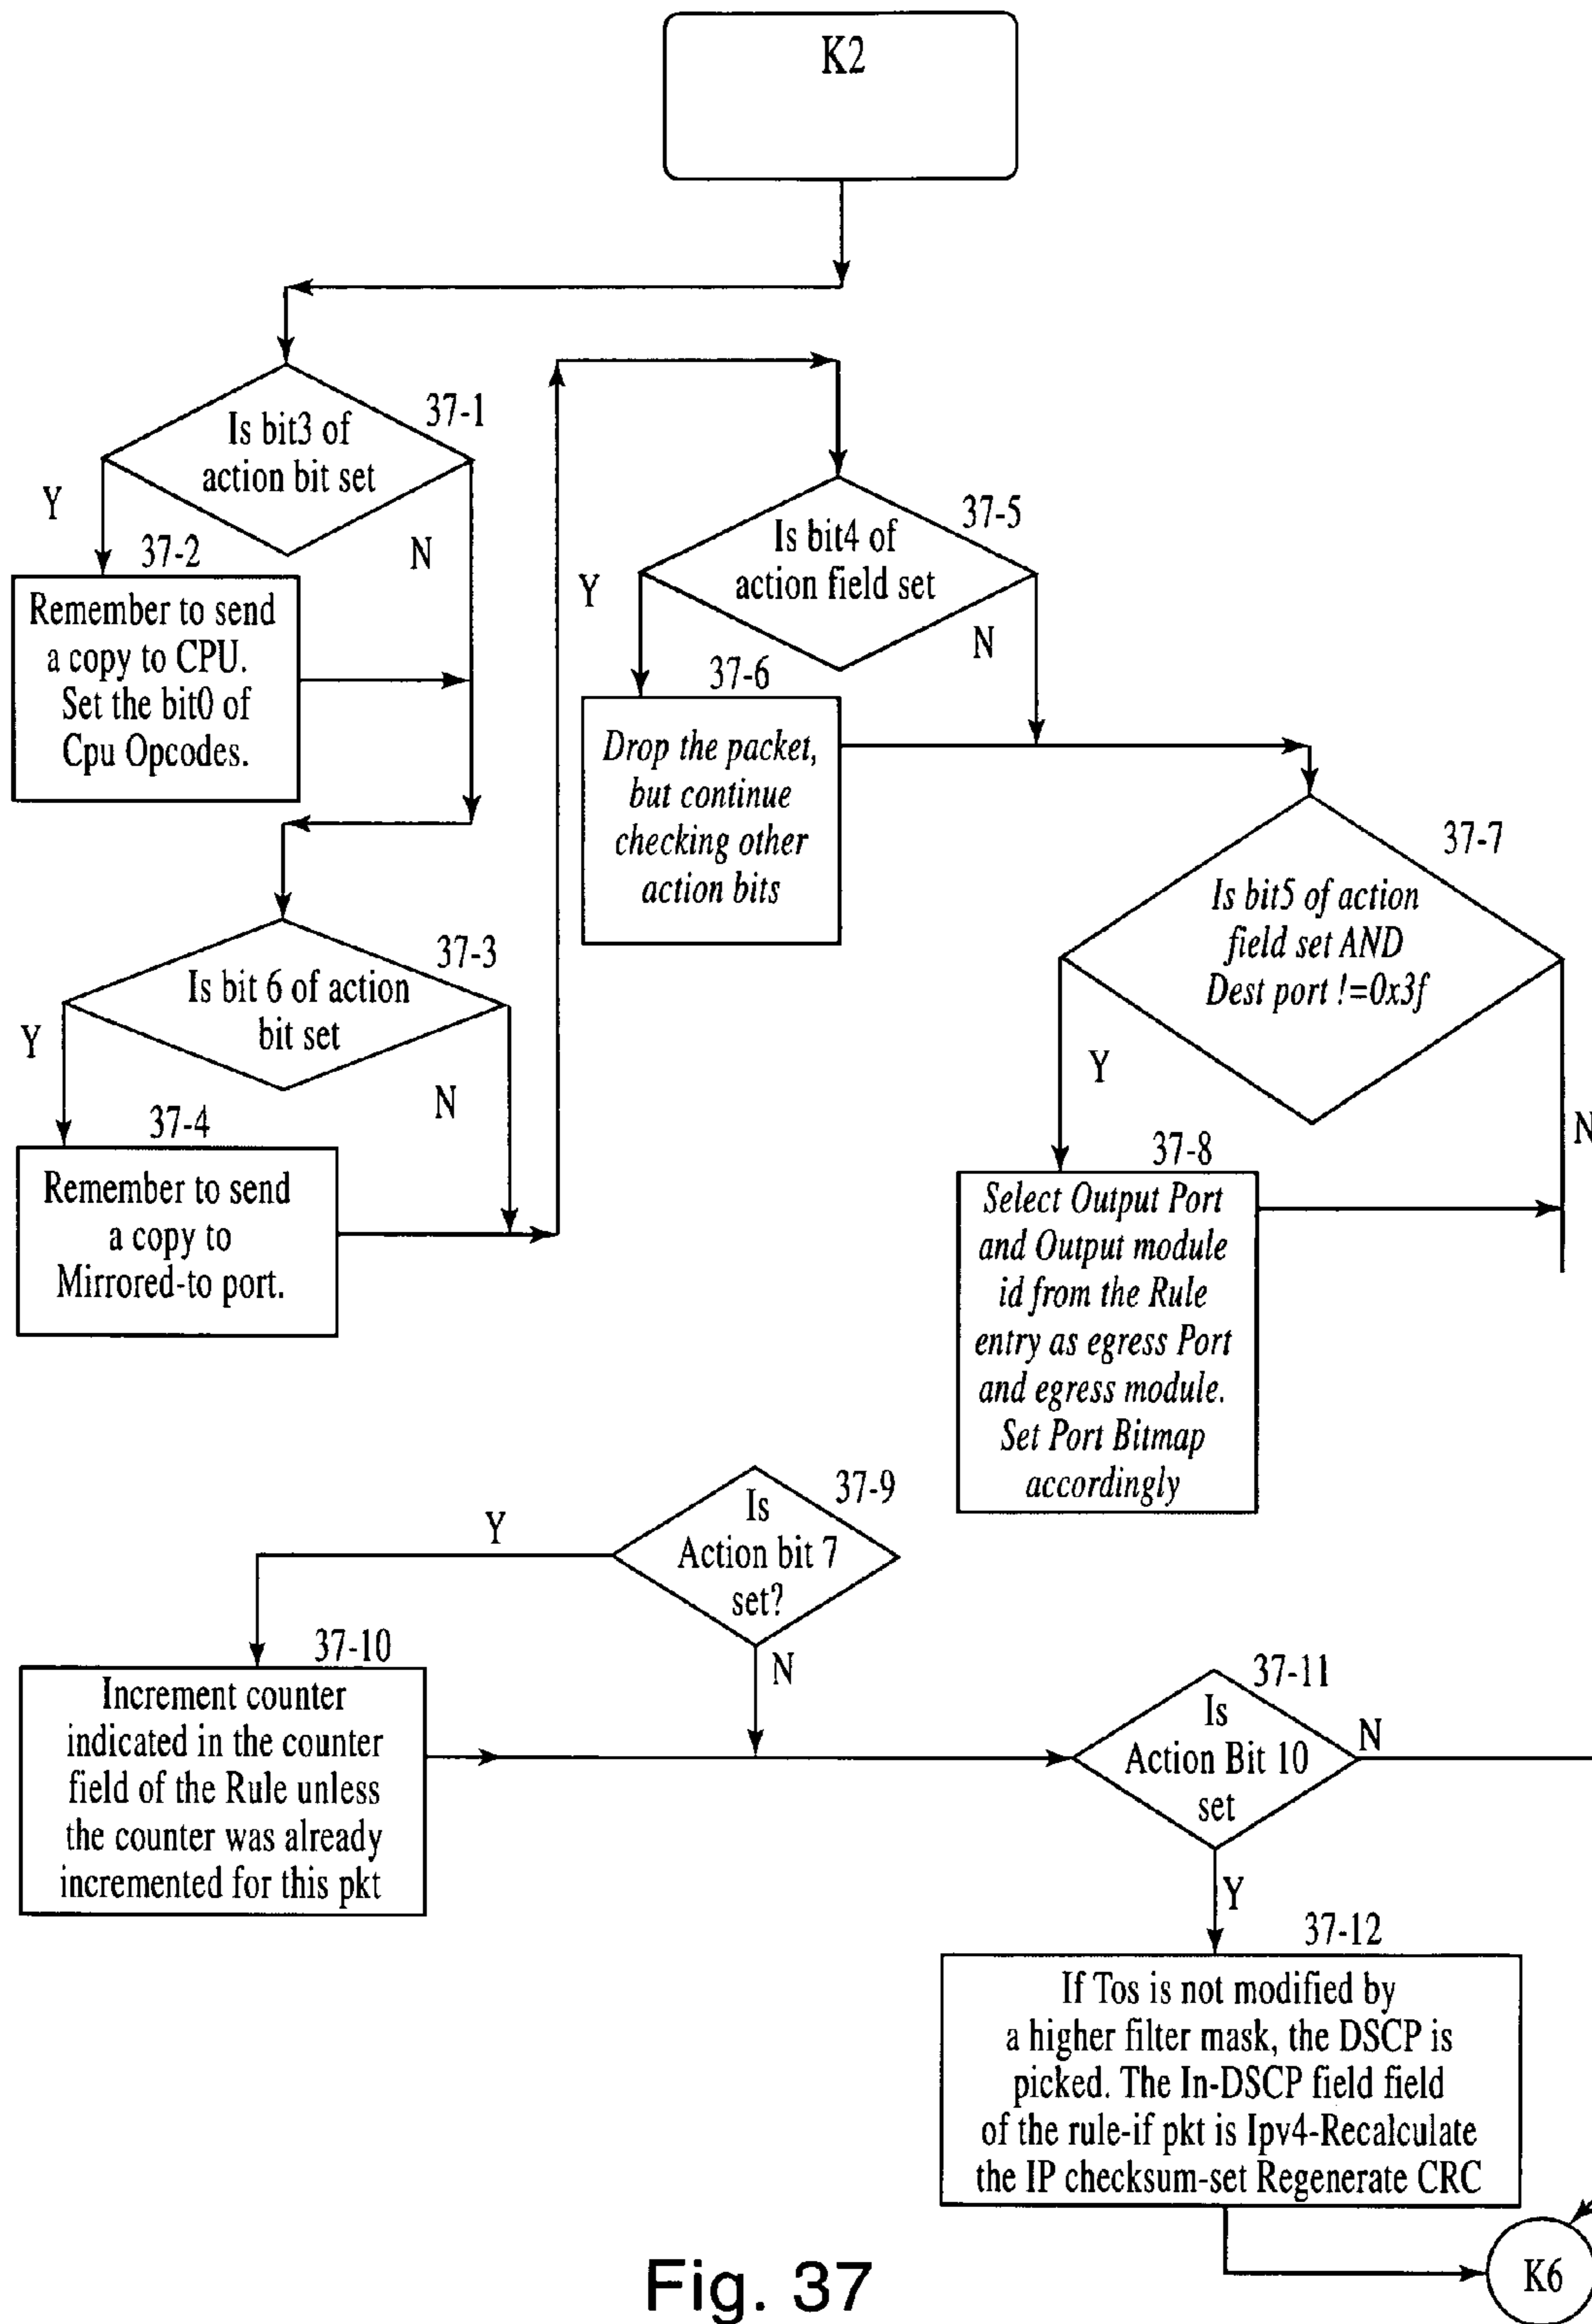 K2
37-1
Is bit3 of
action bit set
Y
N
37-2
Remember to send
a copy to CPU.
Set the bit0 of
Cpu Opcodes.
37-3
Is bit 6 of action
bit set
Y
N
37-4
Remember to send
a copy to
Mirrored-to port.
37-5
Is bit4 of
action field set
Y
N
37-6
Drop the packet,
but continue
checking other
action bits
37-7
Is bit5 of action
field set AND
Dest port !=0x3f
Y
N
37-8
Select Output Port
and Output module
id from the Rule
entry as egress Port
and egress module.
Set Port Bitmap
accordingly
37-9
Is
Action bit 7
set?
Y
N
37-10
Increment counter
indicated in the counter
field of the Rule unless
the counter was already
incremented for this pkt
37-11
Is
Action Bit 10
set
N
Y
37-12
If Tos is not modified by
a higher filter mask, the DSCP is
picked. The In-DSCP field field
of the rule-if pkt is Ipv4-Recalculate
the IP checksum-set Regenerate CRC
K6
Fig. 37